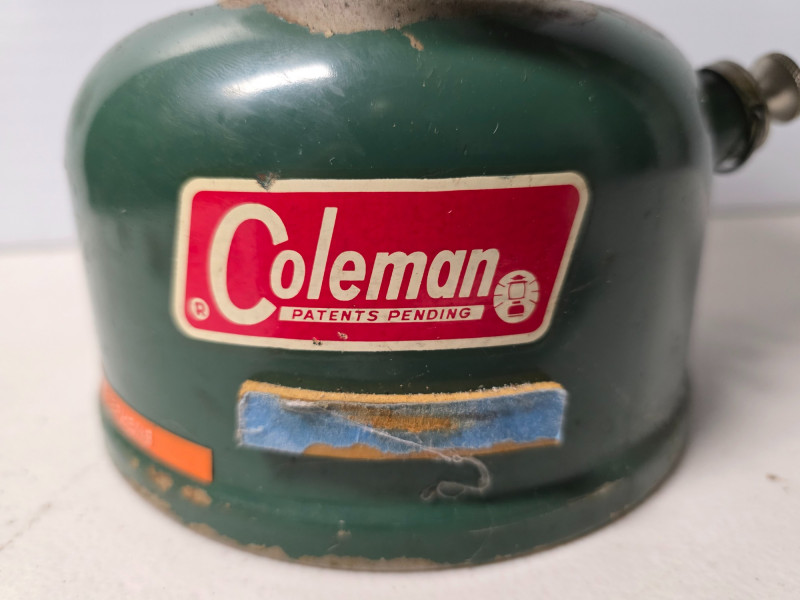 Coleman
®
PATENTS PENDING